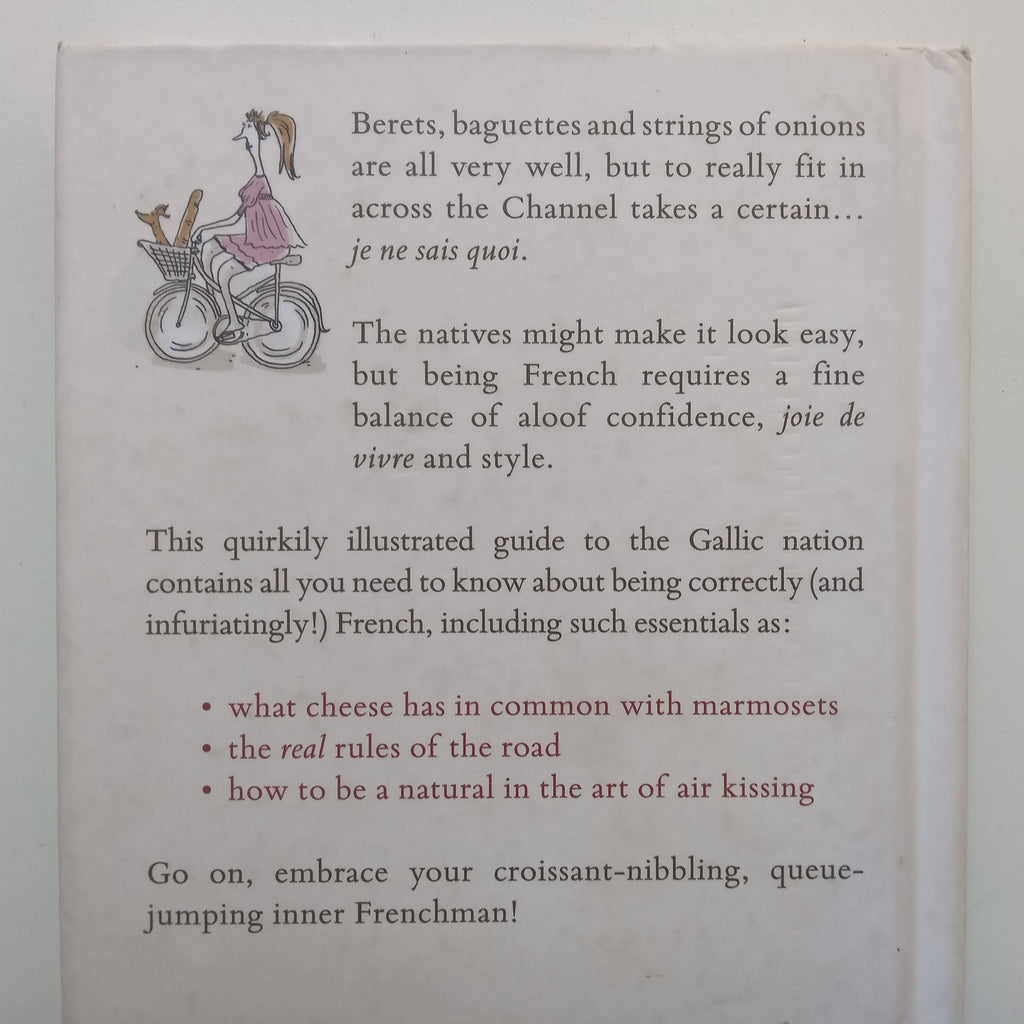 Berets, baguettes and strings of onions
are all very well, but to really fit in
across the Channel takes a certain…
je ne sais quoi.
The natives might make it look easy,
but being French requires a fine
balance of aloof confidence, joie de
vivre and style.
This quirkily illustrated guide to the Gallic nation
contains all you need to know about being correctly (and
infuriatingly!) French, including such essentials as:
• what cheese has in common with marmosets
• the real rules of the road
• how to be a natural in the art of air kissing
Go on, embrace your croissant-nibbling, queue-
jumping inner Frenchman!